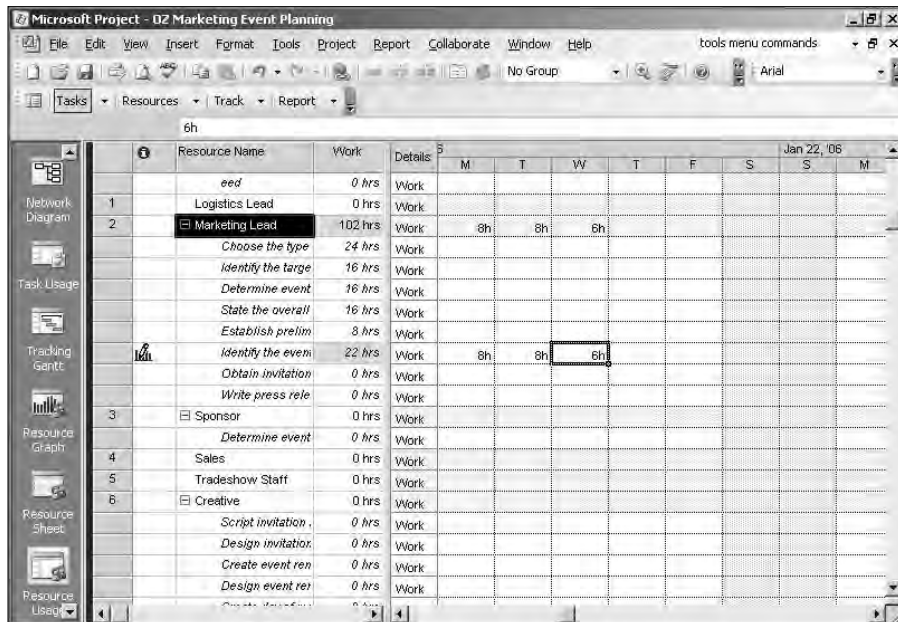 Microsoft Project - 02 Marketing Event Planning
File Edit View Insert Format Tools Project Report Collaborate Window Help tools menu commands
No Group Arial
Tasks Resources Track Report
6h
Resource Name Work Details Jan 22, '06
M T W T F S S M
eed 0 hrs Work
1 Logistics Lead 0 hrs Work
2 Marketing Lead 102 hrs Work 8h 8h 6h
Choose the type 24 hrs Work
Identify the targe 16 hrs Work
Determine event 16 hrs Work
State the overall 16 hrs Work
Establish prelim 8 hrs Work
Identify the even 22 hrs Work 8h 8h 6h
Obtain invitation 0 hrs Work
Write press rele 0 hrs Work
3 Sponsor 0 hrs Work
Determine event 0 hrs Work
4 Sales 0 hrs Work
5 Tradeshow Staff 0 hrs Work
6 Creative 0 hrs Work
Script invitation 0 hrs Work
Design invitation 0 hrs Work
Create event ren 0 hrs Work
Design event rer 0 hrs Work
Network
Diagram
Task Usage
Tracking
Gantt
Resource
Graph
Resource
Sheet
Resource
Usage